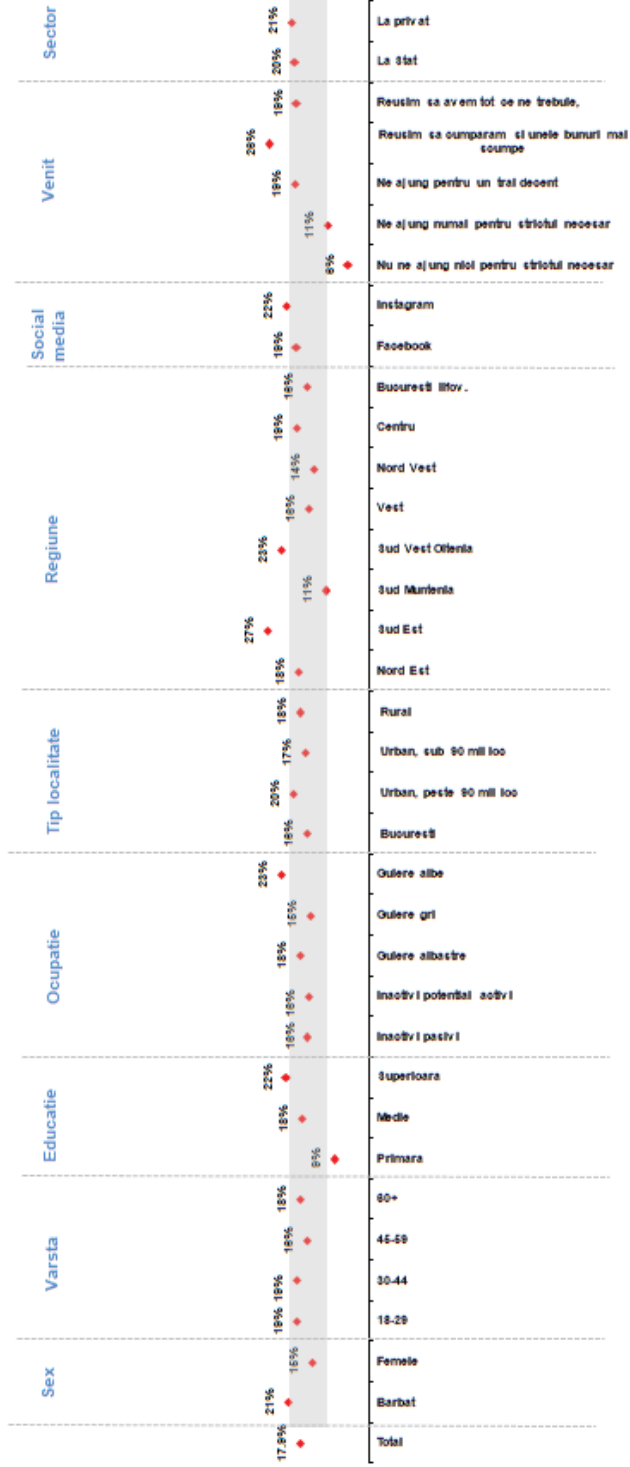 Sector
21%
La privat
20%
La Stat
Venit
19%
Reusim sa avem tot ce ne trebuie,
26%
Reusim sa cumparam si unele bunuri mai
scumpe
19%
Ne ajung pentru un trai decent
11%
Ne ajung numai pentru strictul necesar
6%
Nu ne ajung nici pentru strictul necesar
Social
media
22%
Instagram
19%
Facebook
Regiune
16%
Bucuresti Ilfov.
19%
Centru
14%
Nord Vest
16%
Vest
23%
Sud Vest Oltenia
11%
Sud Muntenia
27%
Sud Est
18%
Nord Est
Tip localitate
18%
Rural
17%
Urban, sub 90 mii loc
20%
Urban, peste 90 mii loc
16%
Bucuresti
Ocupatie
23%
Gulere albe
15%
Gulere gri
18%
Gulere albastre
16%
Inactivi potential activi
16%
Inactivi pasivi
Educatie
22%
Superioara
18%
Medie
9%
Primara
Varsta
18%
60+
16%
45-59
19%
30-44
19%
18-29
Sex
15%
Femeie
21%
Barbat
17.9%
Total